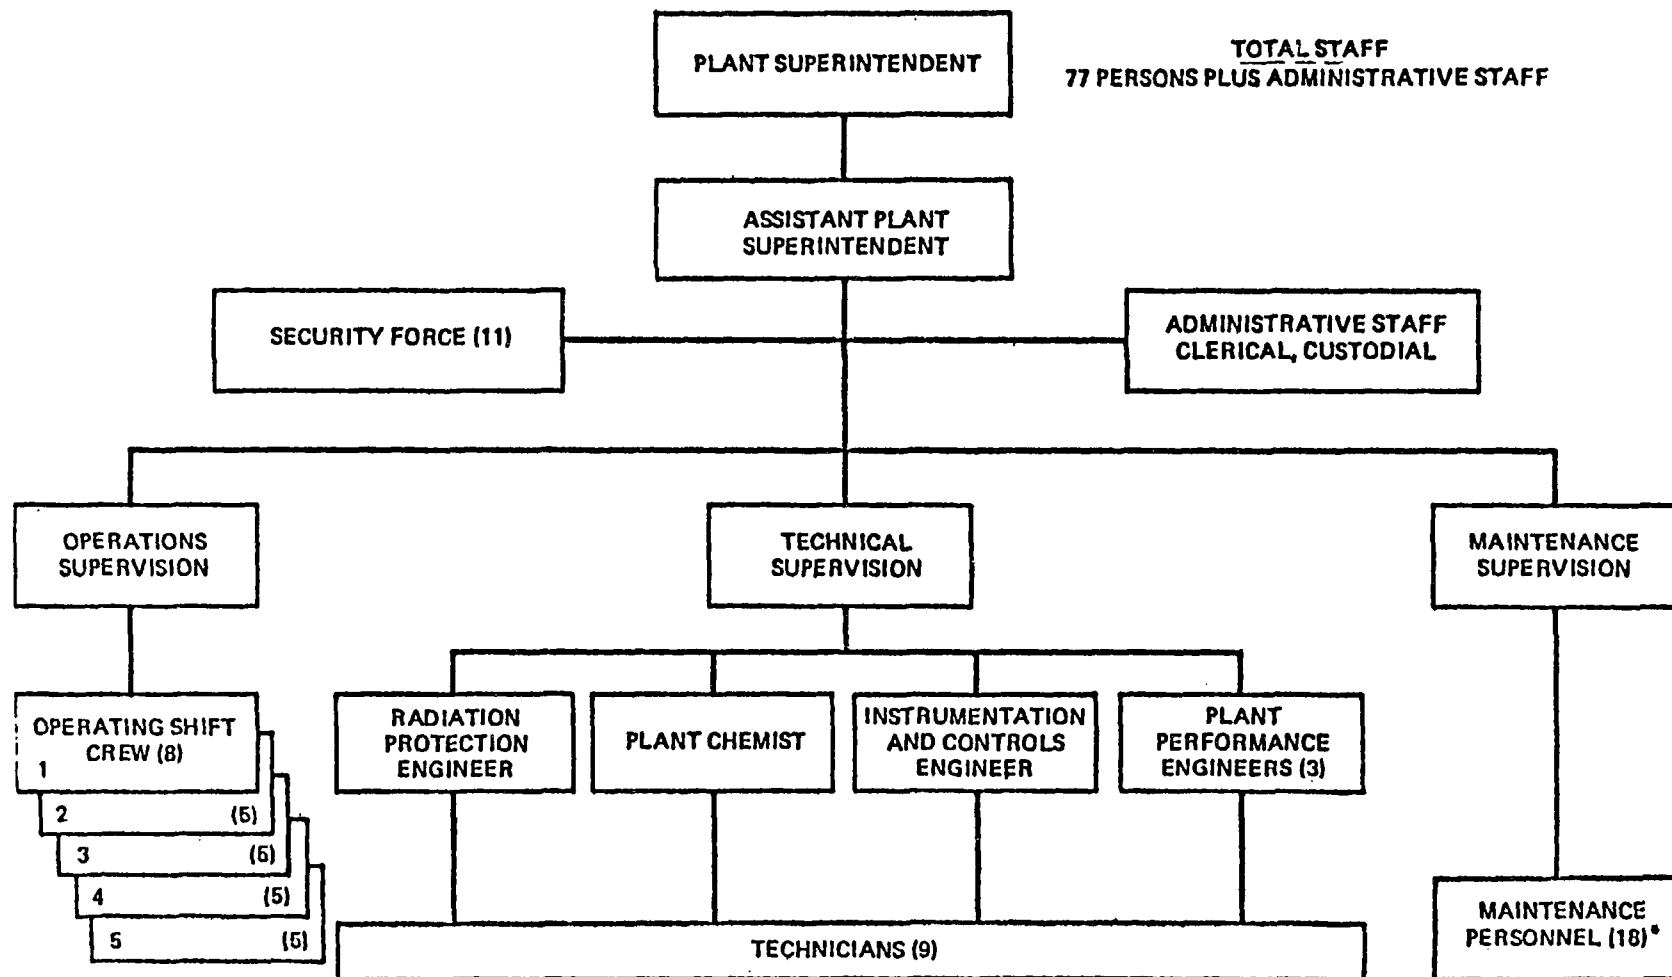 PLANT SUPERINTENDENT
TOTAL STAFF
77 PERSONS PLUS ADMINISTRATIVE STAFF
ASSISTANT PLANT
SUPERINTENDENT
SECURITY FORCE (11)
ADMINISTRATIVE STAFF
CLERICAL, CUSTODIAL
OPERATIONS
SUPERVISION
TECHNICAL
SUPERVISION
MAINTENANCE
SUPERVISION
OPERATING SHIFT
CREW (8)
1
2 (5)
3 (5)
4 (5)
5 (5)
RADIATION
PROTECTION
ENGINEER
PLANT CHEMIST
INSTRUMENTATION
AND CONTROLS
ENGINEER
PLANT
PERFORMANCE
ENGINEERS (3)
TECHNICIANS (9)
MAINTENANCE
PERSONNEL (18)*